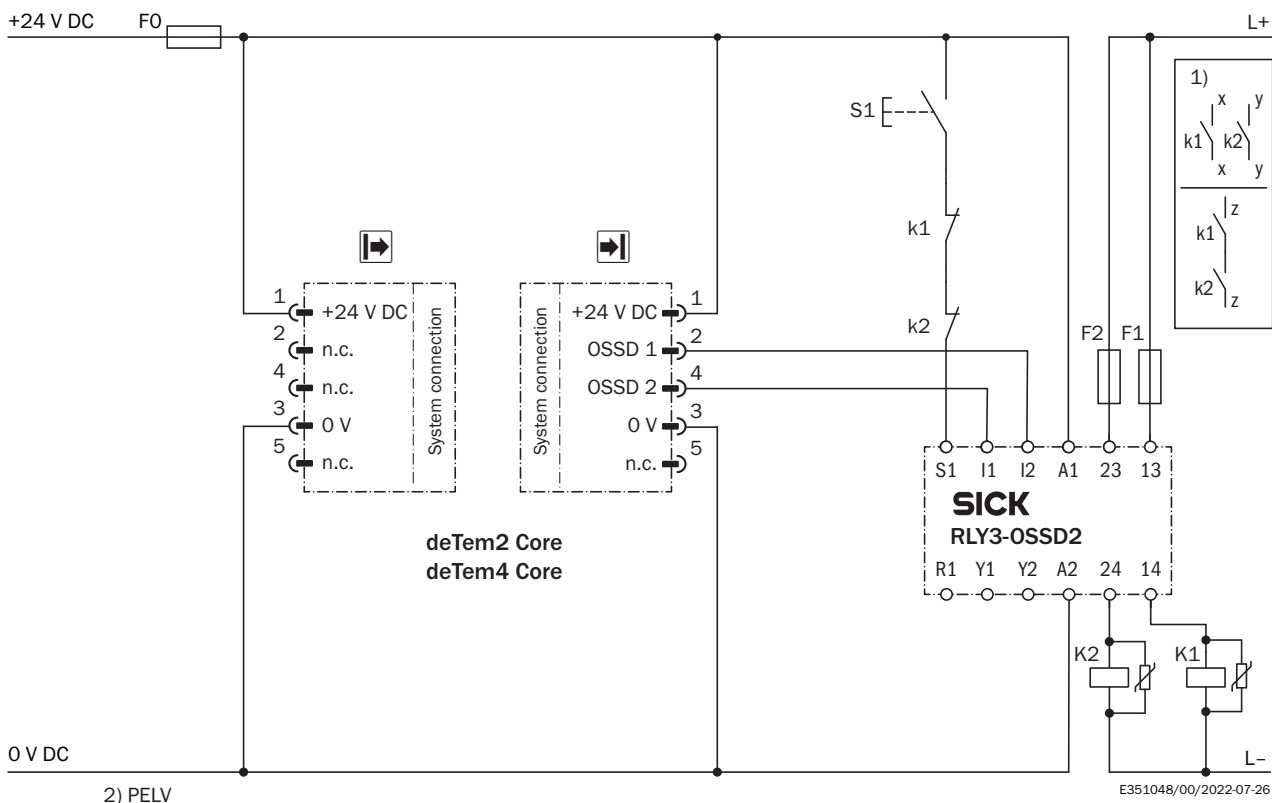 +24 V DC F0 L+
1)
x y
k1 k2
x y
z
k1
k2
z
S1
k1
k2
F2 F1
1 +24 V DC
2 n.c.
4 n.c.
3 0 V
5 n.c.
System connection
System connection
+24 V DC 1
OSSD 1 2
OSSD 2 4
0 V 3
n.c. 5
deTem2 Core
deTem4 Core
S1 I1 I2 A1 23 13
SICK
RLY3-OSSD2
R1 Y1 Y2 A2 24 14
K2 K1
0 V DC L–
2) PELV
E351048/00/2022-07-26